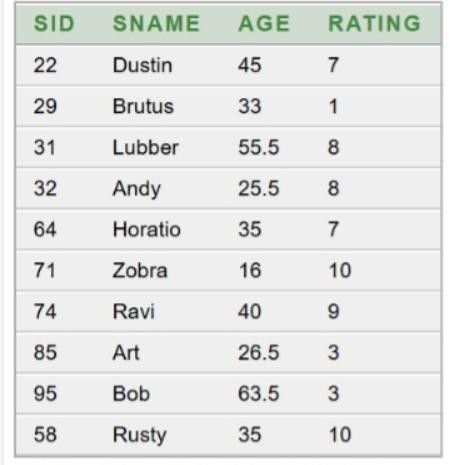 SID SNAME AGE RATING
22 Dustin 45 7
29 Brutus 33 1
31 Lubber 55.5 8
32 Andy 25.5 8
64 Horatio 35 7
71 Zobra 16 10
74 Ravi 40 9
85 Art 26.5 3
95 Bob 63.5 3
58 Rusty 35 10